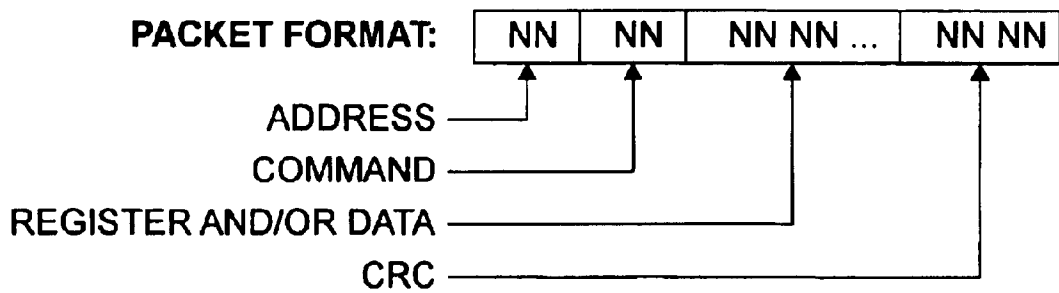 PACKET FORMAT: NN NN NN NN ... NN NN
ADDRESS
COMMAND
REGISTER AND/OR DATA
CRC